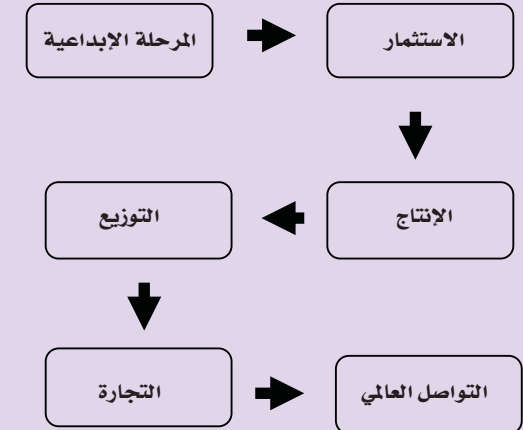 المرحلة الإبداعية
الاستثمار
الإنتاج
التوزيع
التجارة
التواصل العالمي